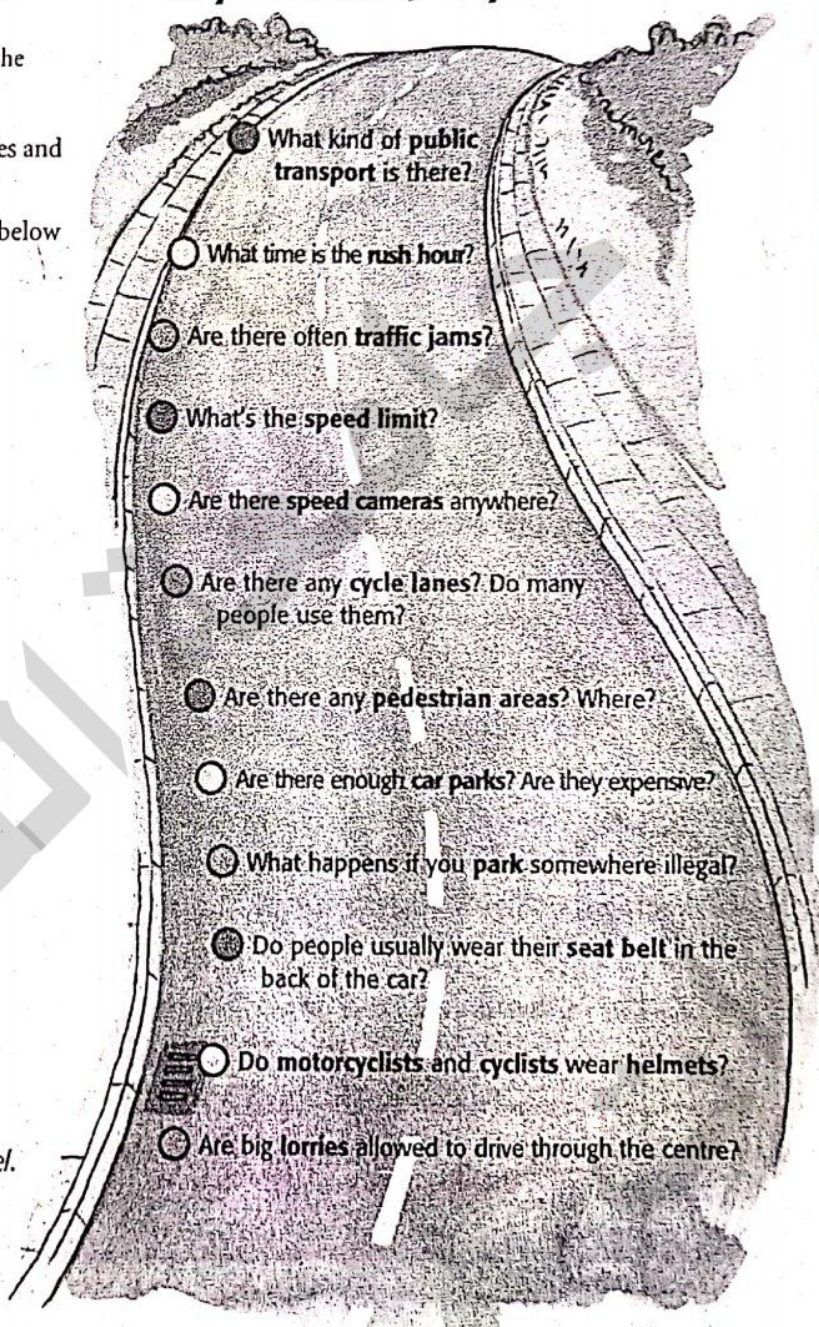 he
es and
below
What kind of public
transport is there?
What time is the rush hour?
Are there often traffic jams?
What's the speed limit?
Are there speed cameras anywhere?
Are there any cycle lanes? Do many
people use them?
Are there any pedestrian areas? Where?
Are there enough car parks? Are they expensive?
What happens if you park somewhere illegal?
Do people usually wear their seat belt in the
back of the car?
Do motorcyclists and cyclists wear helmets?
Are big lorries allowed to drive through the centre?
el.